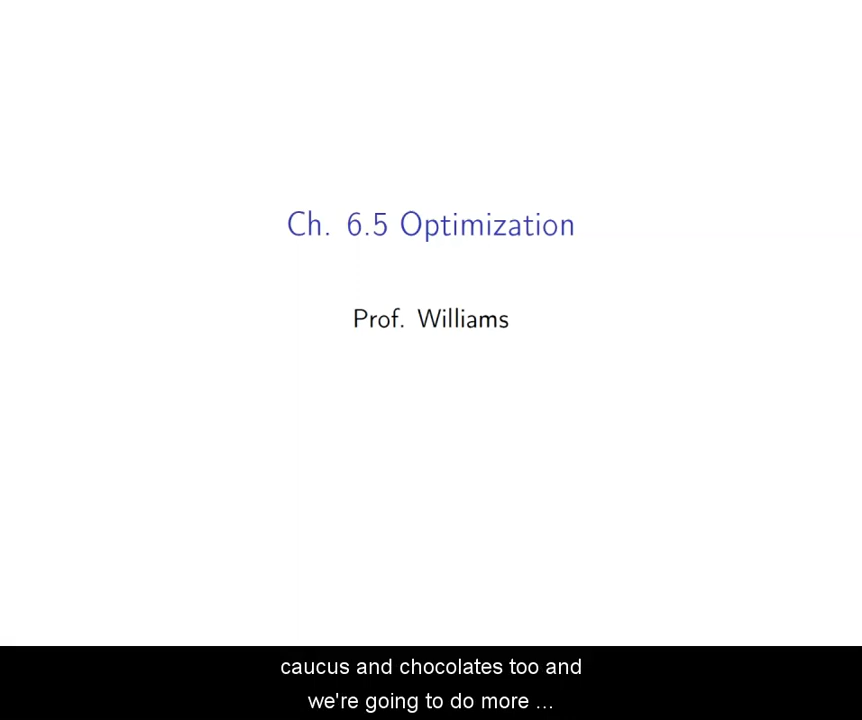 Ch. 6.5 Optimization
Prof. Williams
caucus and chocolates too and
we're going to do more ...